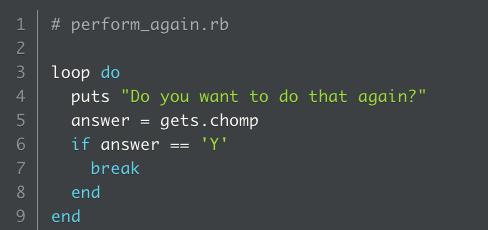 1 # perform_again.rb
2
3 loop do
4   puts "Do you want to do that again?"
5   answer = gets.chomp
6   if answer == 'Y'
7     break
8   end
9 end